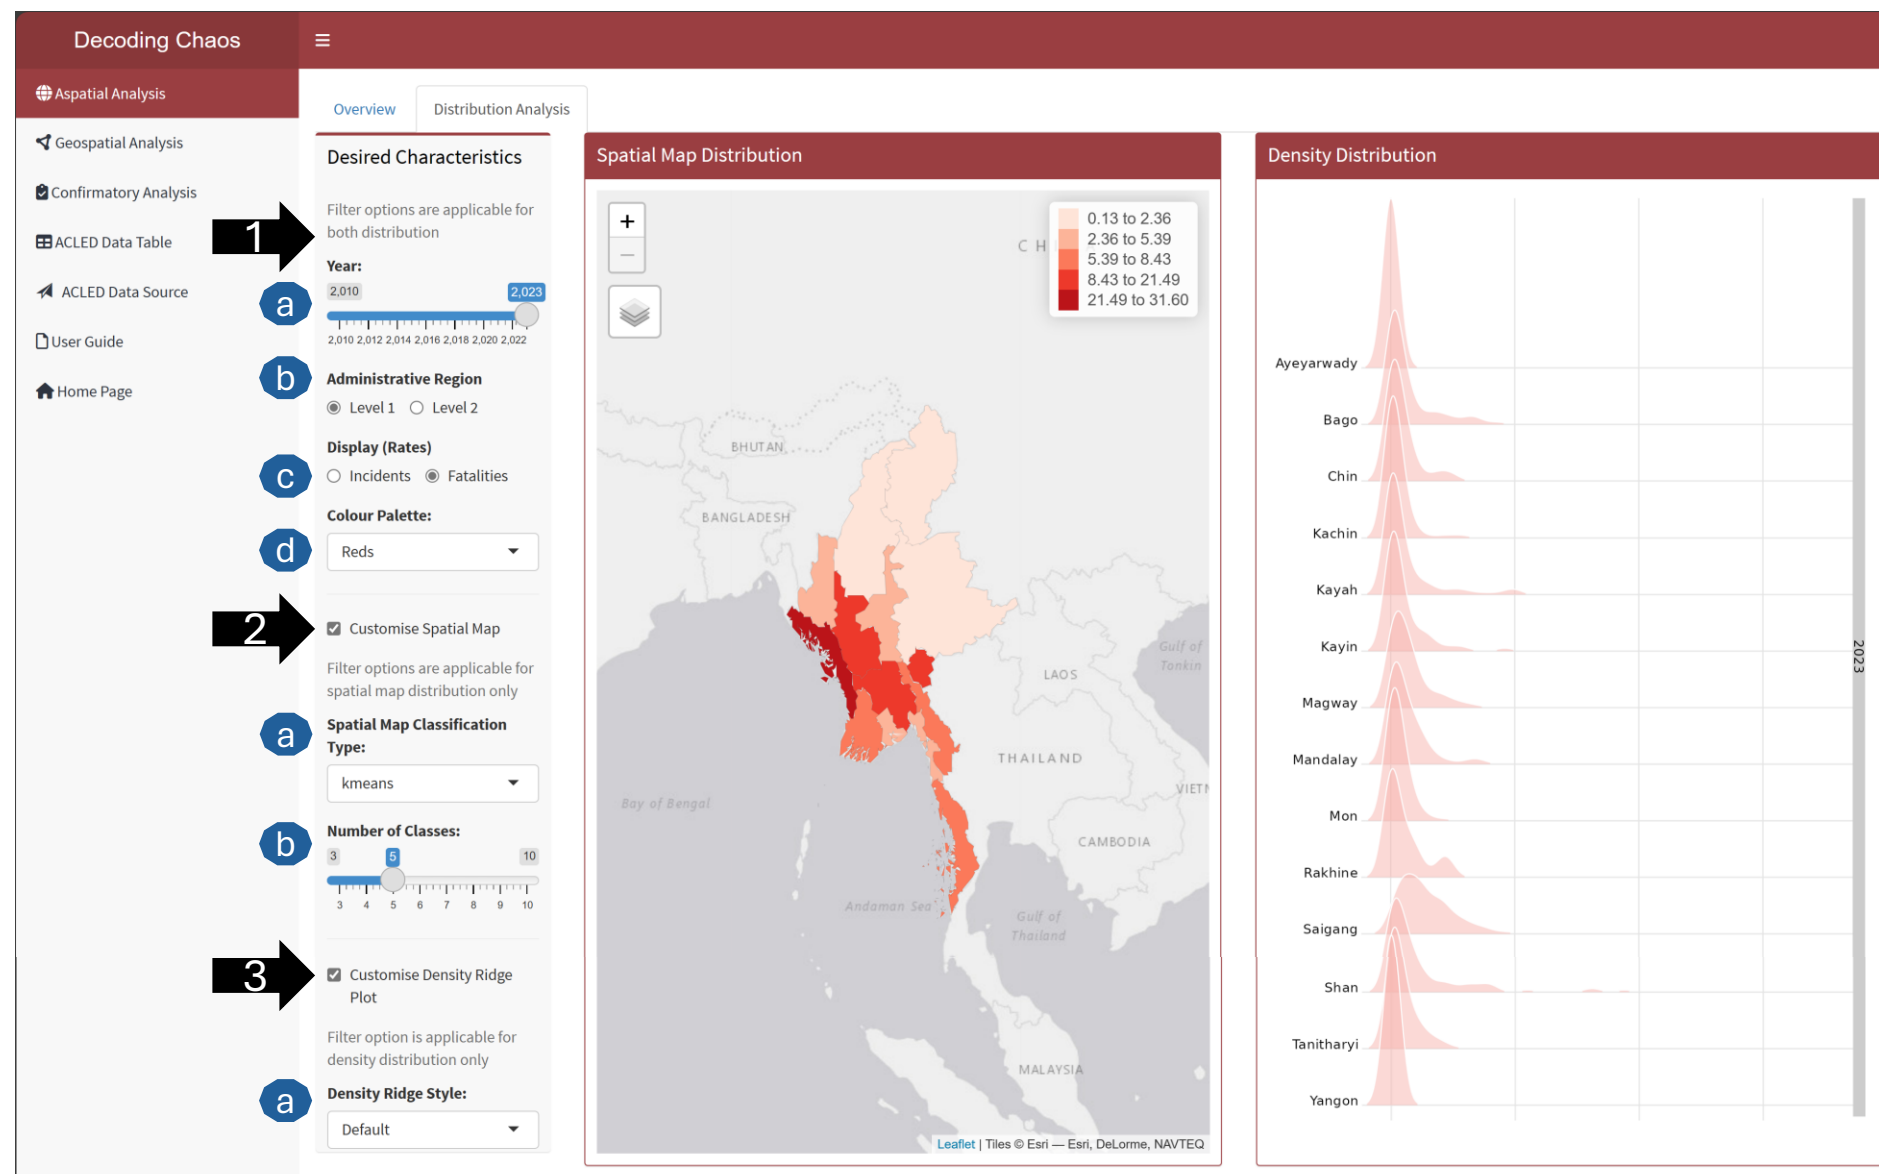 Decoding Chaos
Aspatial Analysis
Geospatial Analysis
Confirmatory Analysis
ACLED Data Table
ACLED Data Source
User Guide
Home Page
Overview
Distribution Analysis
Desired Characteristics
Filter options are applicable for
both distribution
1
Year:
a
2,010
2,023
2,010 2,012 2,014 2,016 2,018 2,020 2,022
b
Administrative Region
Level 1
Level 2
Display (Rates)
c
Incidents
Fatalities
Colour Palette:
d
Reds
2
Customise Spatial Map
Filter options are applicable for
spatial map distribution only
a
Spatial Map Classification
Type:
kmeans
b
Number of Classes:
3
5
10
3 4 5 6 7 8 9 10
3
Customise Density Ridge
Plot
Filter option is applicable for
density distribution only
a
Density Ridge Style:
Default
Spatial Map Distribution
+
−
0.13 to 2.36
2.36 to 5.39
5.39 to 8.43
8.43 to 21.49
21.49 to 31.60
C H
BHUTAN
BANGLADESH
LAOS
Gulf of
Tonkin
THAILAND
VIETN
Bay of Bengal
CAMBODIA
Andaman Sea
Gulf of
Thailand
MALAYSIA
Leaflet | Tiles © Esri — Esri, DeLorme, NAVTEQ
Density Distribution
Ayeyarwady
Bago
Chin
Kachin
Kayah
Kayin
Magway
Mandalay
Mon
Rakhine
Saigang
Shan
Tanitharyi
Yangon
2023